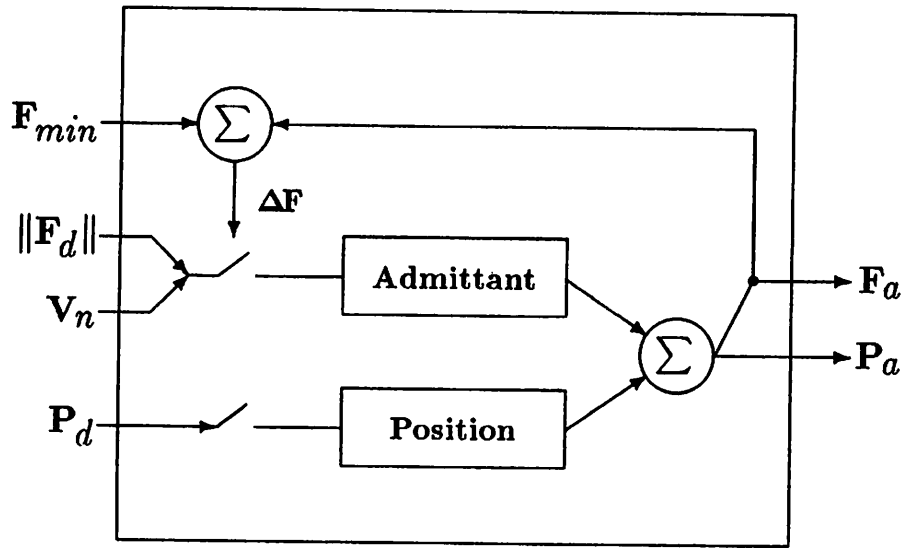 F_min
Σ
ΔF
‖F_d‖
Admittant
V_n
F_a
Σ
P_a
P_d
Position